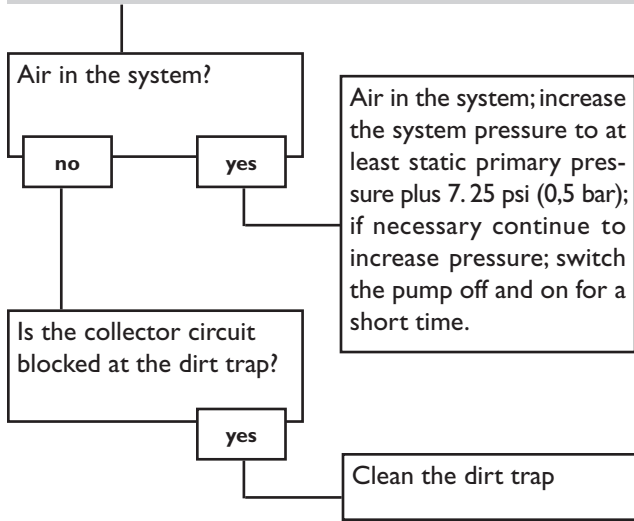 Air in the system?
no
yes
Air in the system; increase
the system pressure to at
least static primary pres-
sure plus 7. 25 psi (0,5 bar);
if necessary continue to
increase pressure; switch
the pump off and on for a
short time.
Is the collector circuit
blocked at the dirt trap?
yes
Clean the dirt trap